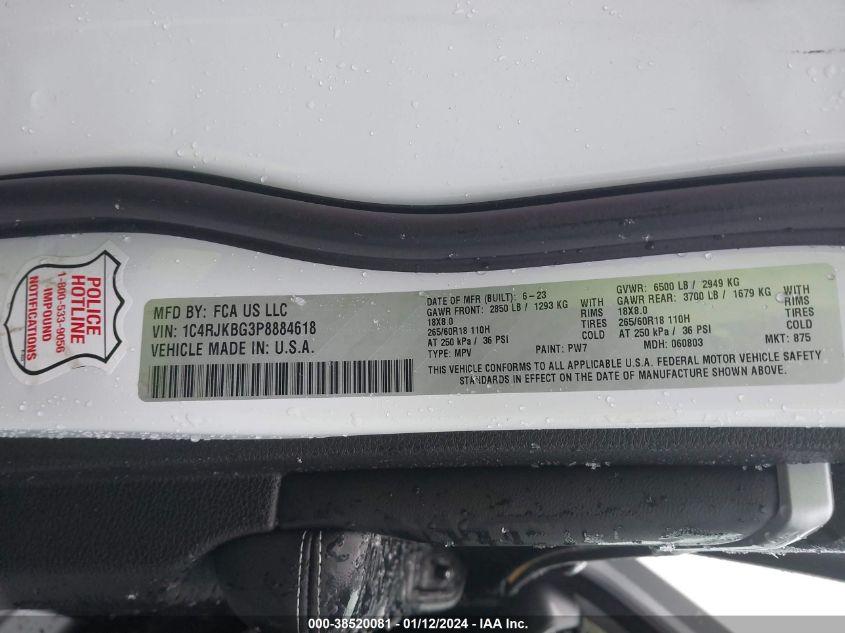 POLICE
HOTLINE
1-800-533-9056
IMPOUND
NOTIFICATIONS
MFD BY: FCA US LLC
VIN: 1C4RJKBG3P8884618
VEHICLE MADE IN: U.S.A.
DATE OF MFR (BUILT): 6-23
GAWR FRONT: 2850 LB / 1293 KG WITH
18X8.0 RIMS
265/60R18 110H TIRES
AT 250 kPa / 36 PSI COLD
TYPE: MPV PAINT: PW7
GVWR: 6500 LB / 2949 KG
GAWR REAR: 3700 LB / 1679 KG WITH
18X8.0 RIMS
265/60R18 110H TIRES
AT 250 kPa / 36 PSI COLD
MDH: 060803 MKT: 875
THIS VEHICLE CONFORMS TO ALL APPLICABLE U.S.A. FEDERAL MOTOR VEHICLE SAFETY
STANDARDS IN EFFECT ON THE DATE OF MANUFACTURE SHOWN ABOVE.
000-38520081 - 01/12/2024 - IAA Inc.